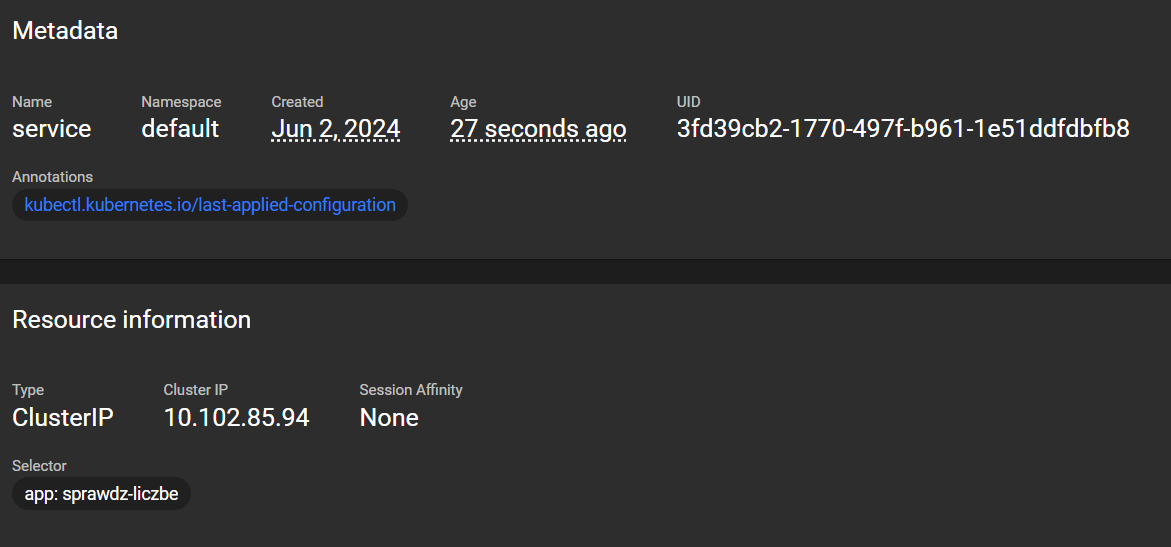 Metadata
Name Namespace Created Age UID
service default Jun 2, 2024 27 seconds ago 3fd39cb2-1770-497f-b961-1e51ddfdbfb8
Annotations
kubectl.kubernetes.io/last-applied-configuration
Resource information
Type Cluster IP Session Affinity
ClusterIP 10.102.85.94 None
Selector
app: sprawdz-liczbe